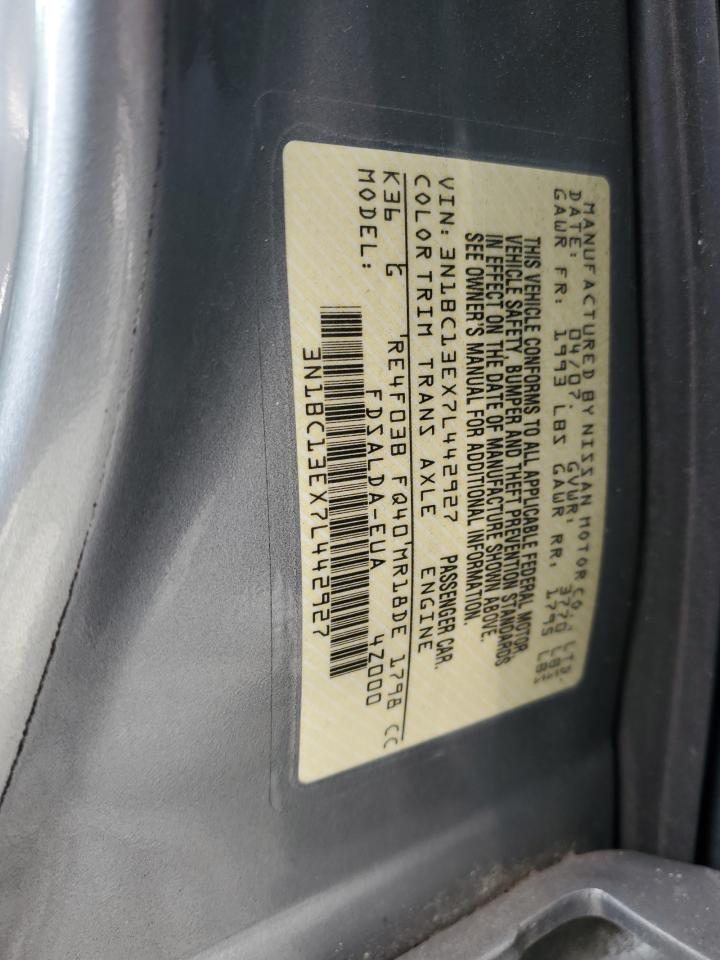 MANUFACTURED BY NISSAN MOTOR CO., LTD.
DATE: 04/07. GVWR: 3770 LBS
GAWR FR: 1993 LBS GAWR RR: 1795 LBS
THIS VEHICLE CONFORMS TO ALL APPLICABLE FEDERAL MOTOR
VEHICLE SAFETY, BUMPER AND THEFT PREVENTION STANDARDS
IN EFFECT ON THE DATE OF MANUFACTURE SHOWN ABOVE.
SEE OWNER'S MANUAL FOR ADDITIONAL INFORMATION.
VIN: 3N1BC13EX7L442927 PASSENGER CAR.
COLOR TRIM TRANS AXLE ENGINE
K36 G RE4F03B FQ40 MR18DE 1798 CC
MODEL: FDSALDA-EUA 4Z000
3N1BC13EX7L442927